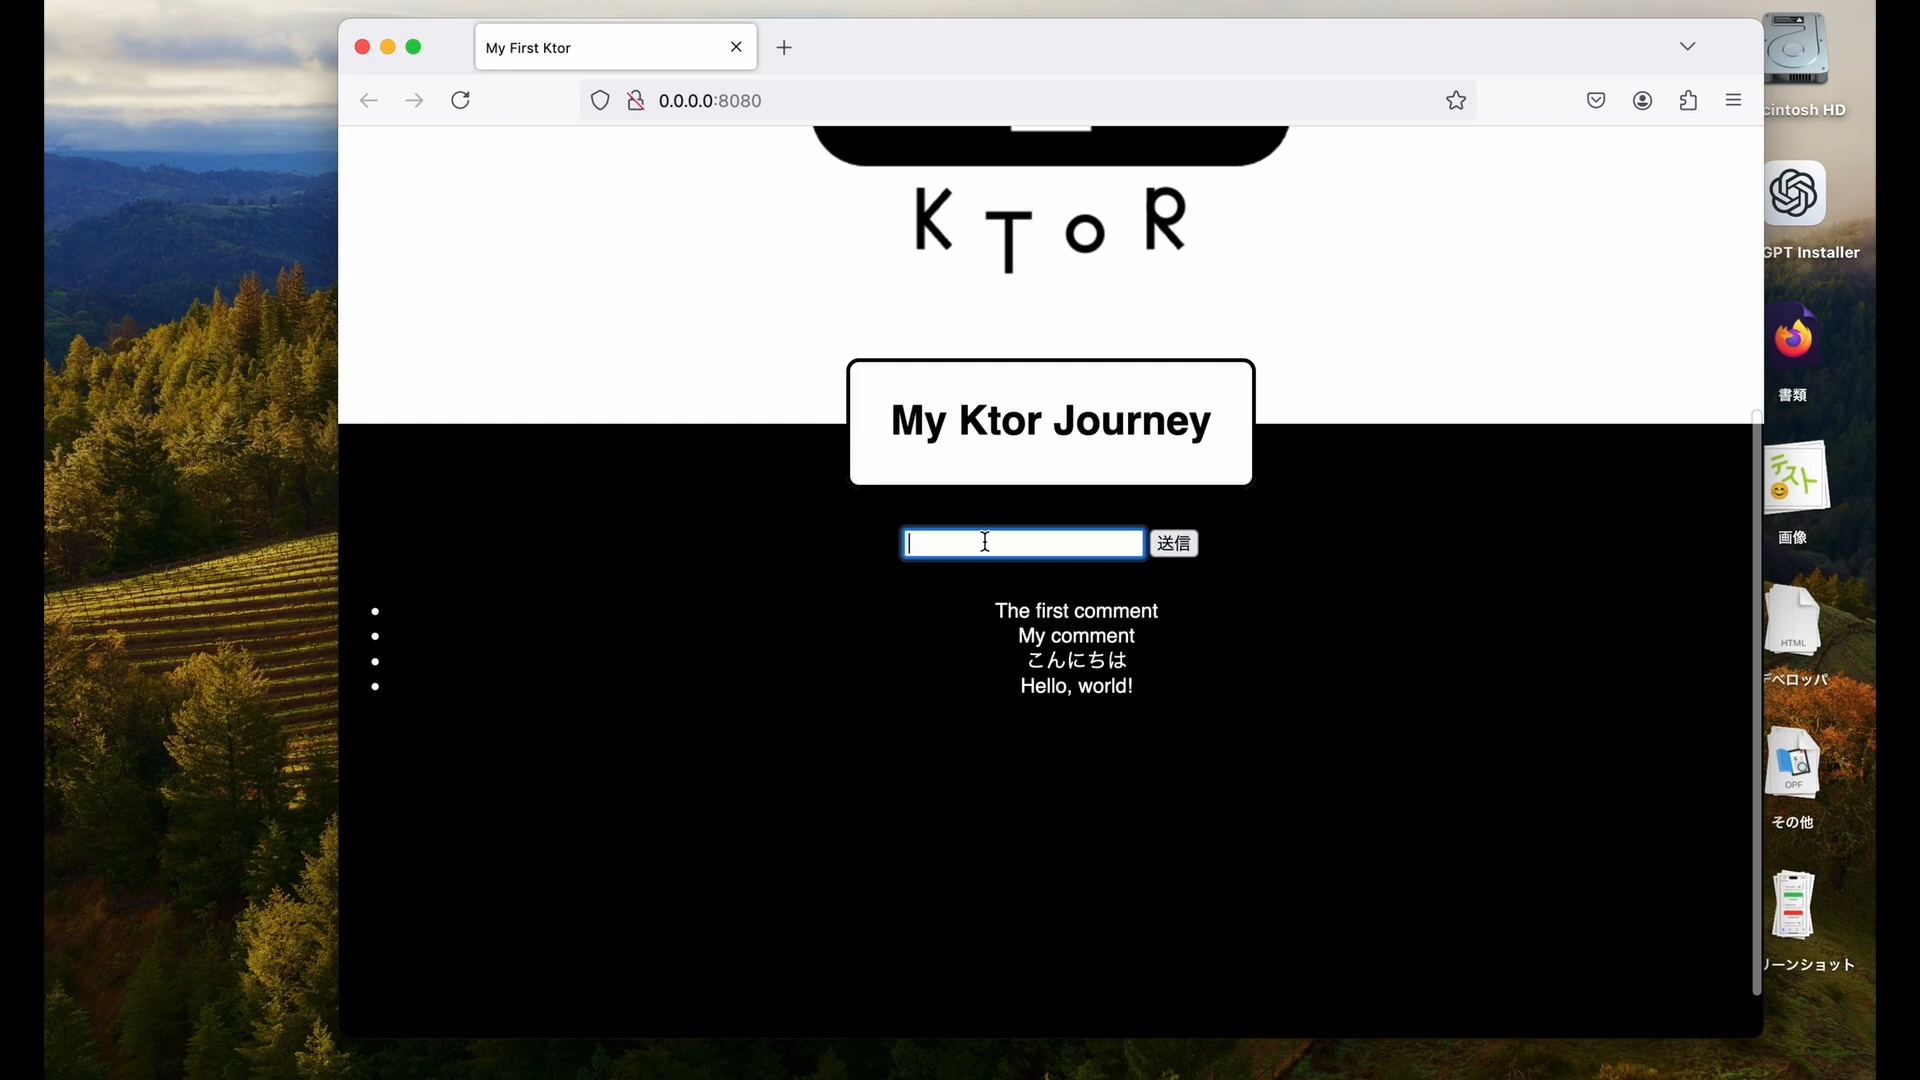 My First Ktor
0.0.0.0:8080
KToR
My Ktor Journey
送信
The first comment
My comment
こんにちは
Hello, world!
cintosh HD
GPT Installer
書類
テスト
画像
HTML
デベロッパ
OPF
その他
リーンショット